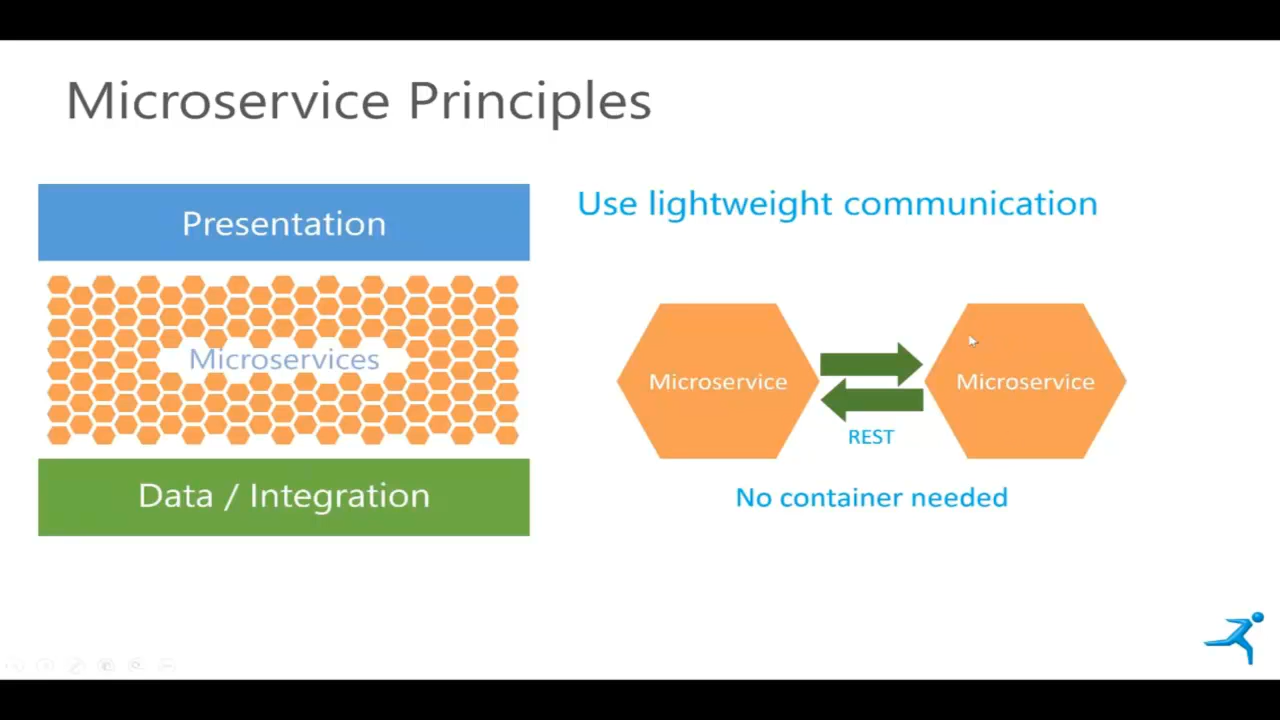 Microservice Principles
Presentation
Microservices
Data / Integration
Use lightweight communication
Microservice
Microservice
REST
No container needed